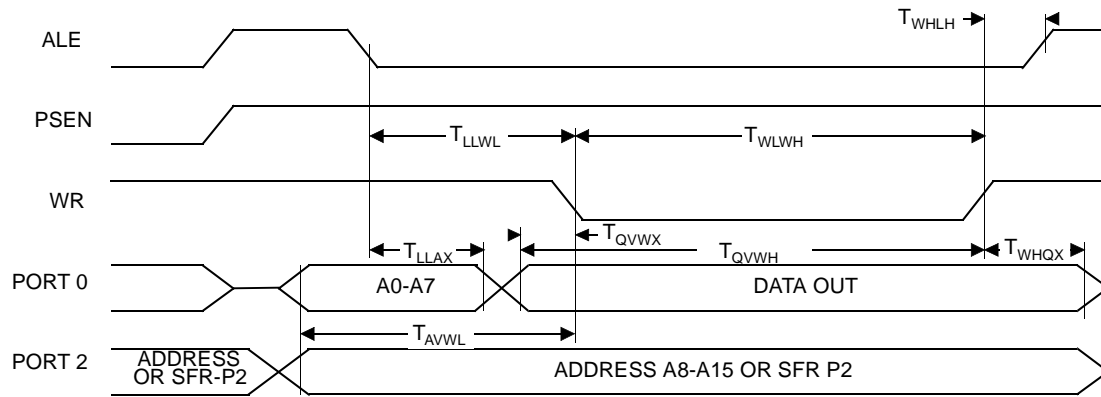 ALE
T_WHLH
PSEN
T_LLWL
T_WLWH
WR
T_LLAX
T_QVWX
T_QVWH
T_WHQX
PORT 0
A0-A7
DATA OUT
T_AVWL
PORT 2
ADDRESS
OR SFR-P2
ADDRESS A8-A15 OR SFR P2